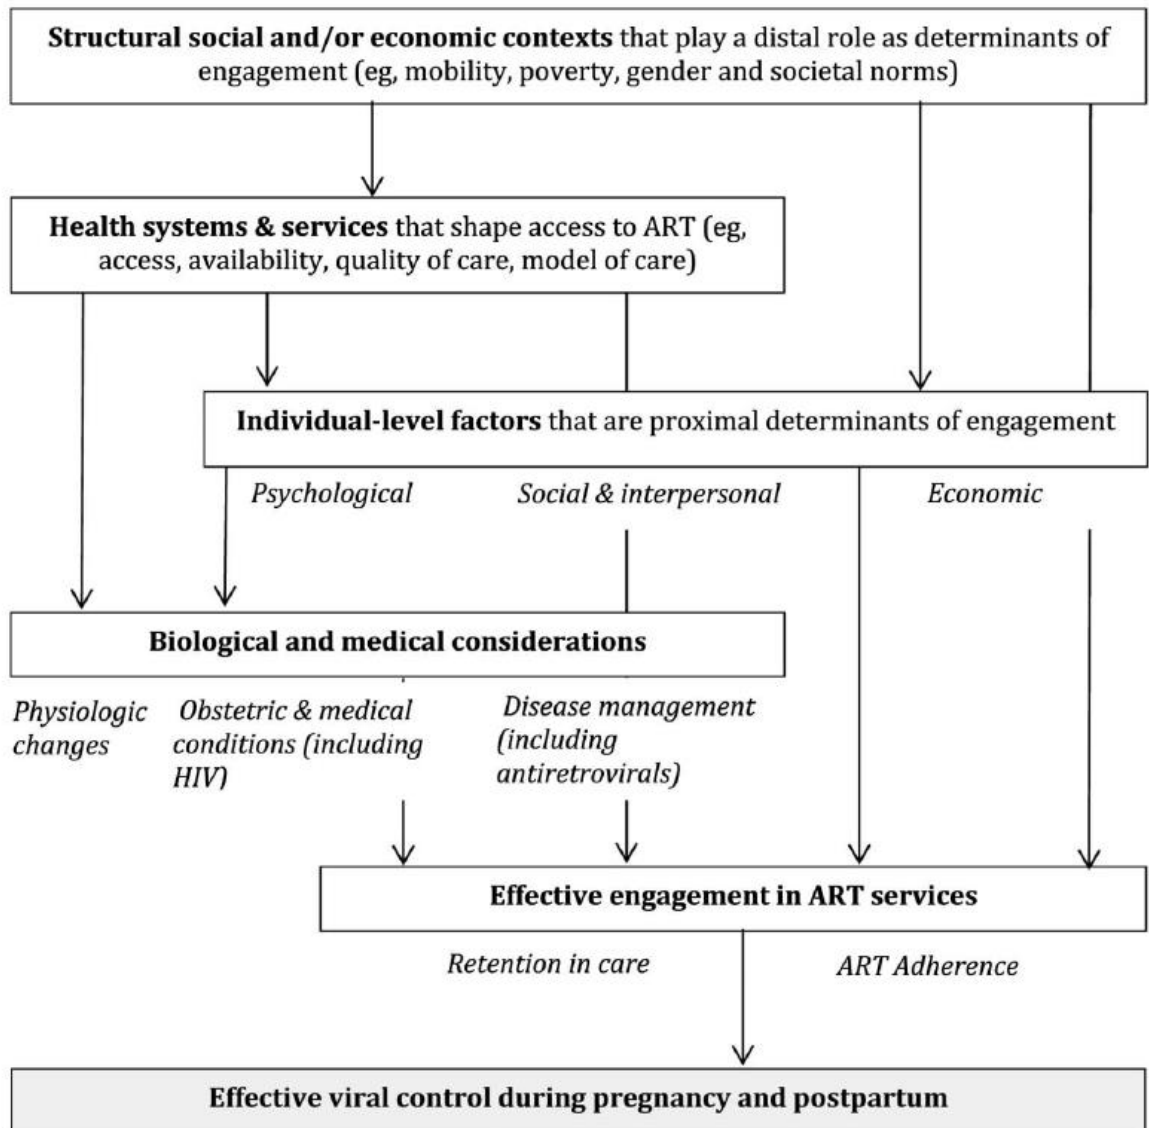 Structural social and/or economic contexts that play a distal role as determinants of
engagement (eg, mobility, poverty, gender and societal norms)
Health systems & services that shape access to ART (eg,
access, availability, quality of care, model of care)
Individual-level factors that are proximal determinants of engagement
Psychological
Social & interpersonal
Economic
Biological and medical considerations
Physiologic
changes
Obstetric & medical
conditions (including
HIV)
Disease management
(including
antiretrovirals)
Effective engagement in ART services
Retention in care
ART Adherence
Effective viral control during pregnancy and postpartum